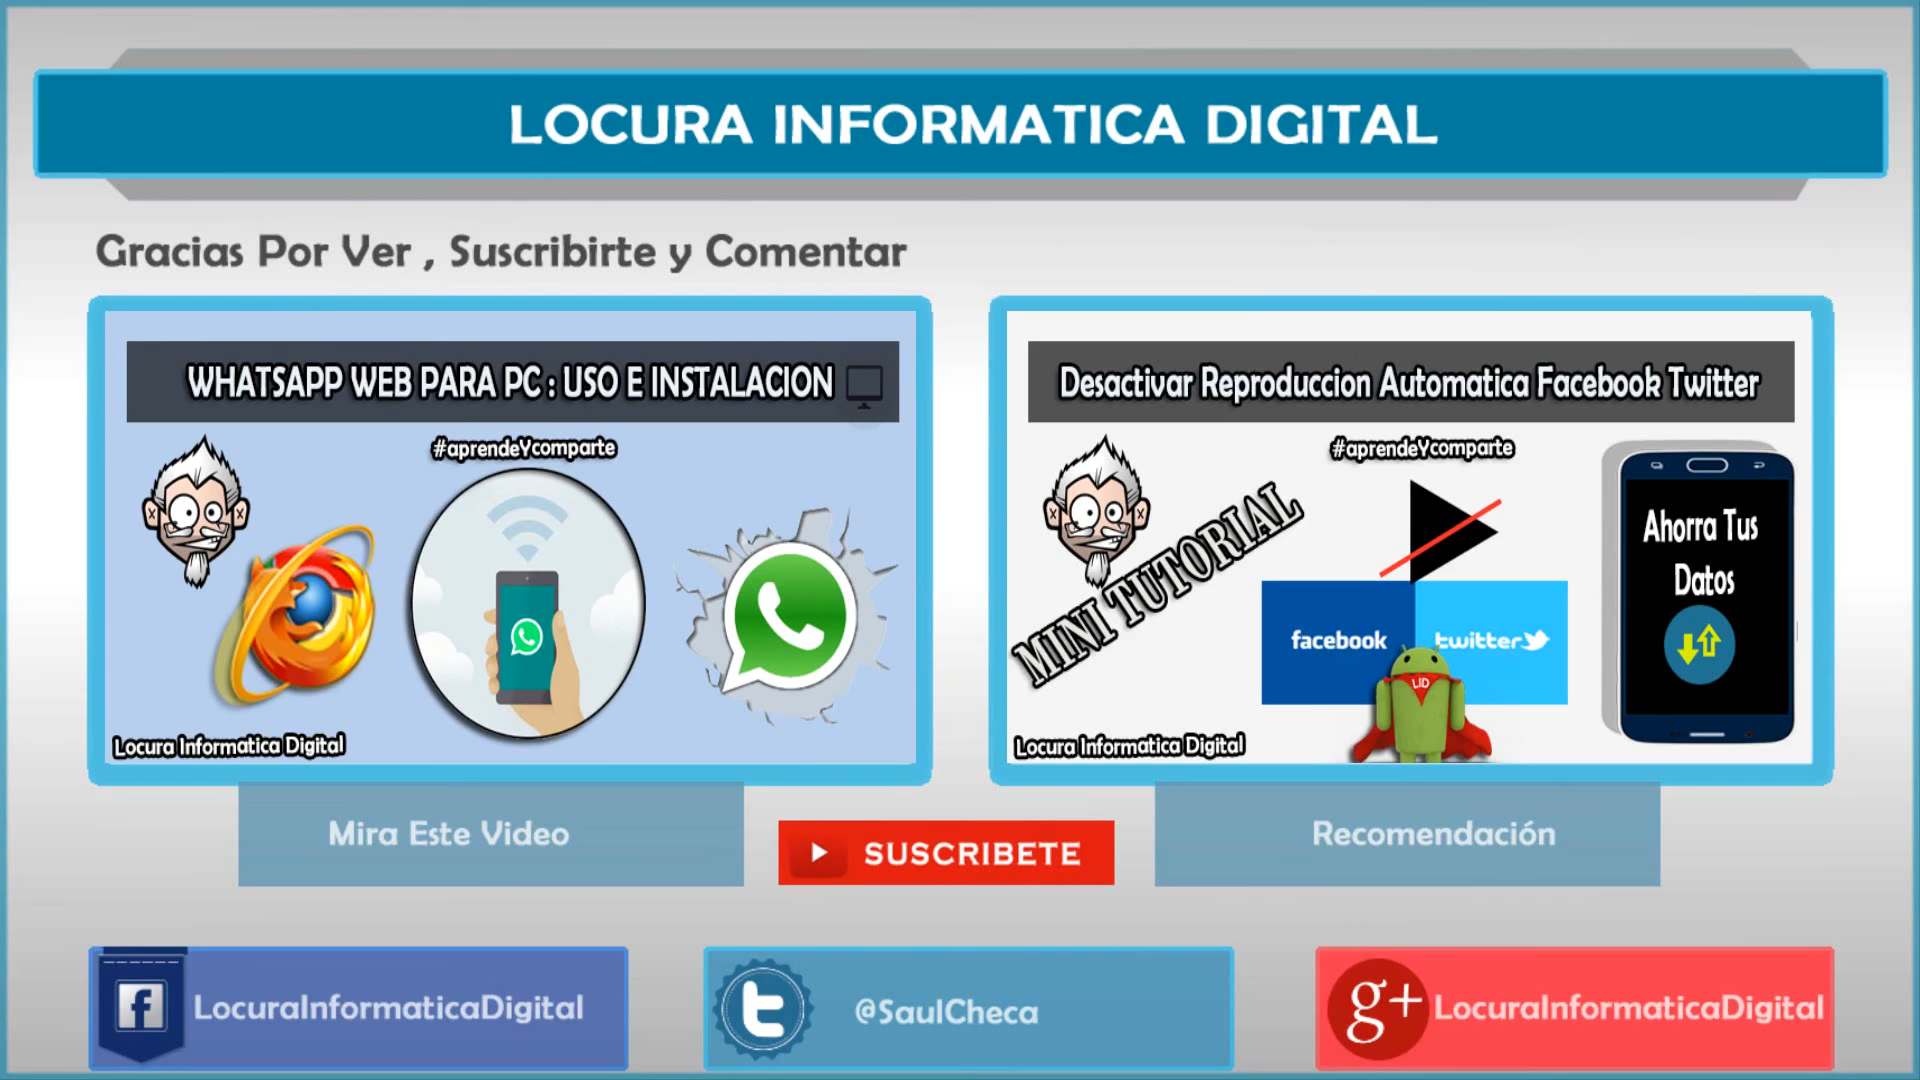 LOCURA INFORMATICA DIGITAL
Gracias Por Ver , Suscribirte y Comentar
WHATSAPP WEB PARA PC : USO E INSTALACION
#aprendeYcomparte
Locura Informatica Digital
Desactivar Reproduccion Automatica Facebook Twitter
#aprendeYcomparte
MINI TUTORIAL
Ahorra Tus
Datos
facebook
twitter
LID
Locura Informatica Digital
Mira Este Video
SUSCRIBETE
Recomendación
f LocuraInformaticaDigital
t @SaulCheca
g+ LocuraInformaticaDigital